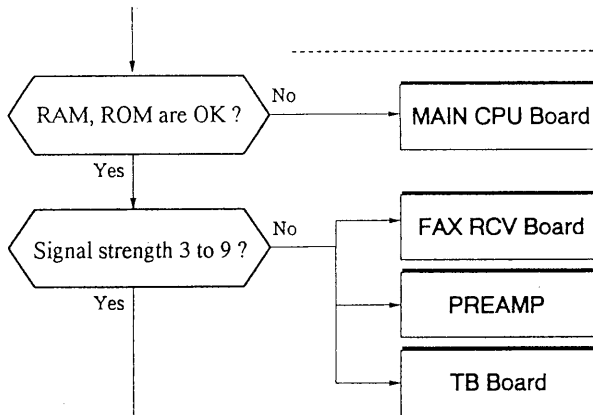 RAM, ROM are OK ?
No
MAIN CPU Board
Yes
Signal strength 3 to 9 ?
No
FAX RCV Board
Yes
PREAMP
TB Board